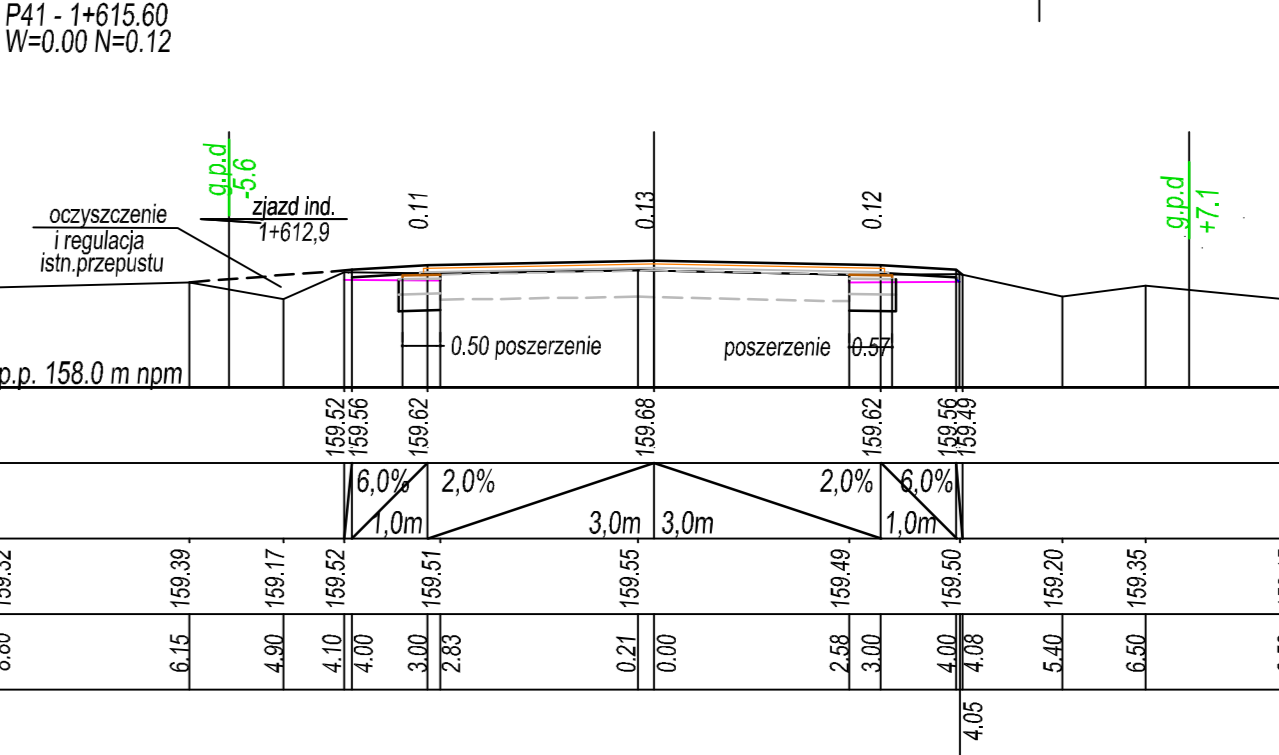 P41 - 1+615.60
W=0.00 N=0.12
g.p.d
-5.6
zjazd ind.
1+612,9
oczyszczenie
i regulacja
istn.przepustu
0.11
0.13
0.12
g.p.d
+7.1
0.50 poszerzenie
poszerzenie 0.57
p.p. 158.0 m npm
159.52 159.56 159.62 159.68 159.62 159.56 159.49
6,0% 2,0% 2,0% 6,0%
1,0m 3,0m 3,0m 1,0m
159.32 159.39 159.17 159.52 159.51 159.55 159.49 159.50 159.20 159.35
6.15 4.90 4.10 4.00 3.00 2.83 0.21 0.00 2.58 3.00 4.00 4.08 5.40 6.50
4.05